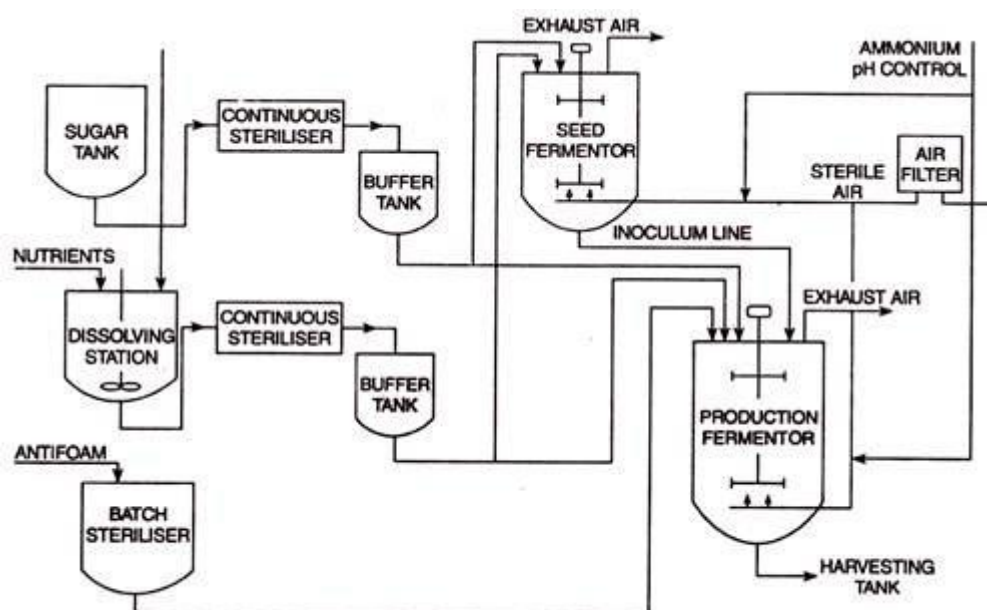 EXHAUST AIR
AMMONIUM
pH CONTROL
SUGAR
TANK
CONTINUOUS
STERILISER
SEED
FERMENTOR
AIR
FILTER
BUFFER
TANK
STERILE
AIR
INOCULUM LINE
NUTRIENTS
EXHAUST AIR
DISSOLVING
STATION
CONTINUOUS
STERILISER
BUFFER
TANK
PRODUCTION
FERMENTOR
ANTIFOAM
BATCH
STERILISER
HARVESTING
TANK